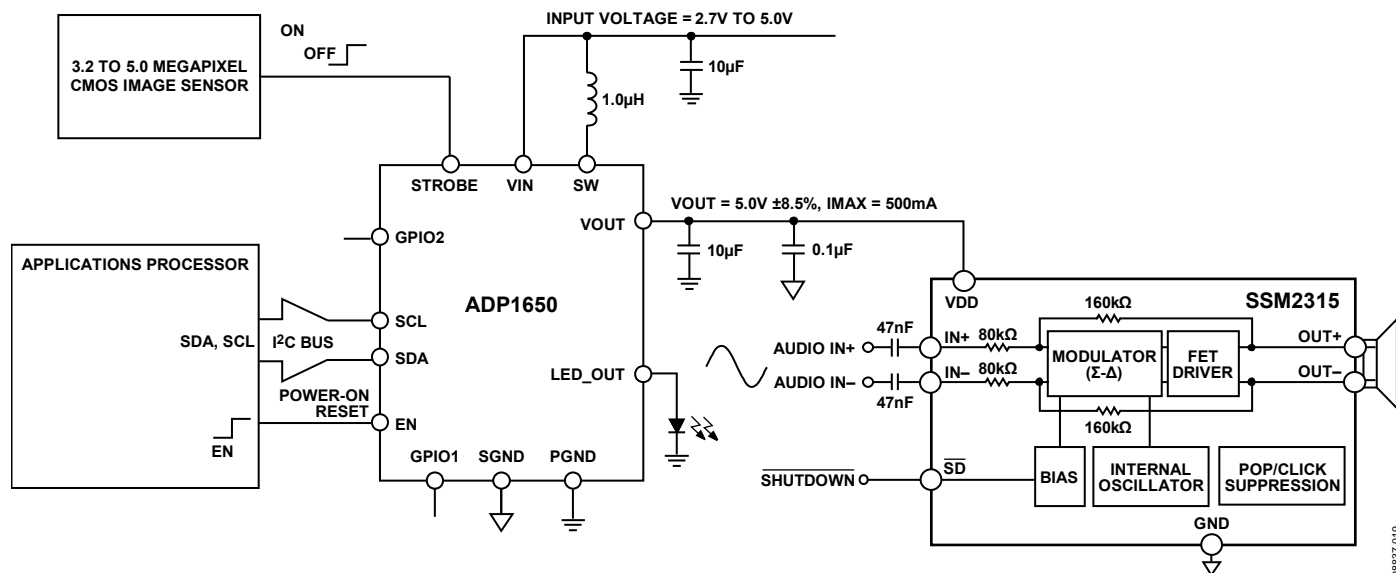 INPUT VOLTAGE = 2.7V TO 5.0V
ON
OFF
3.2 TO 5.0 MEGAPIXEL
CMOS IMAGE SENSOR
10µF
1.0µH
STROBE
VIN
SW
VOUT = 5.0V ±8.5%, IMAX = 500mA
VOUT
GPIO2
10µF
0.1µF
APPLICATIONS PROCESSOR
ADP1650
VDD
160kΩ
SSM2315
SDA, SCL
I²C BUS
SCL
SDA
47nF
AUDIO IN+
IN+
80kΩ
MODULATOR
(Σ-Δ)
FET
DRIVER
OUT+
LED_OUT
AUDIO IN–
IN–
80kΩ
OUT–
47nF
POWER-ON
RESET
160kΩ
EN
EN
GPIO1
SGND
PGND
SHUTDOWN
SD
BIAS
INTERNAL
OSCILLATOR
POP/CLICK
SUPPRESSION
GND
08837-019